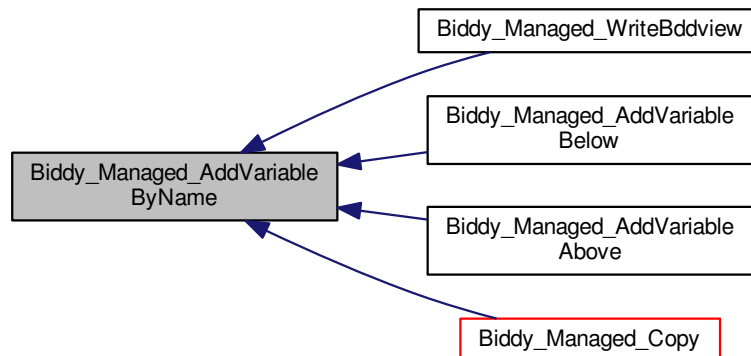 Biddy_Managed_WriteBddview
Biddy_Managed_AddVariable
Below
Biddy_Managed_AddVariable
ByName
Biddy_Managed_AddVariable
Above
Biddy_Managed_Copy